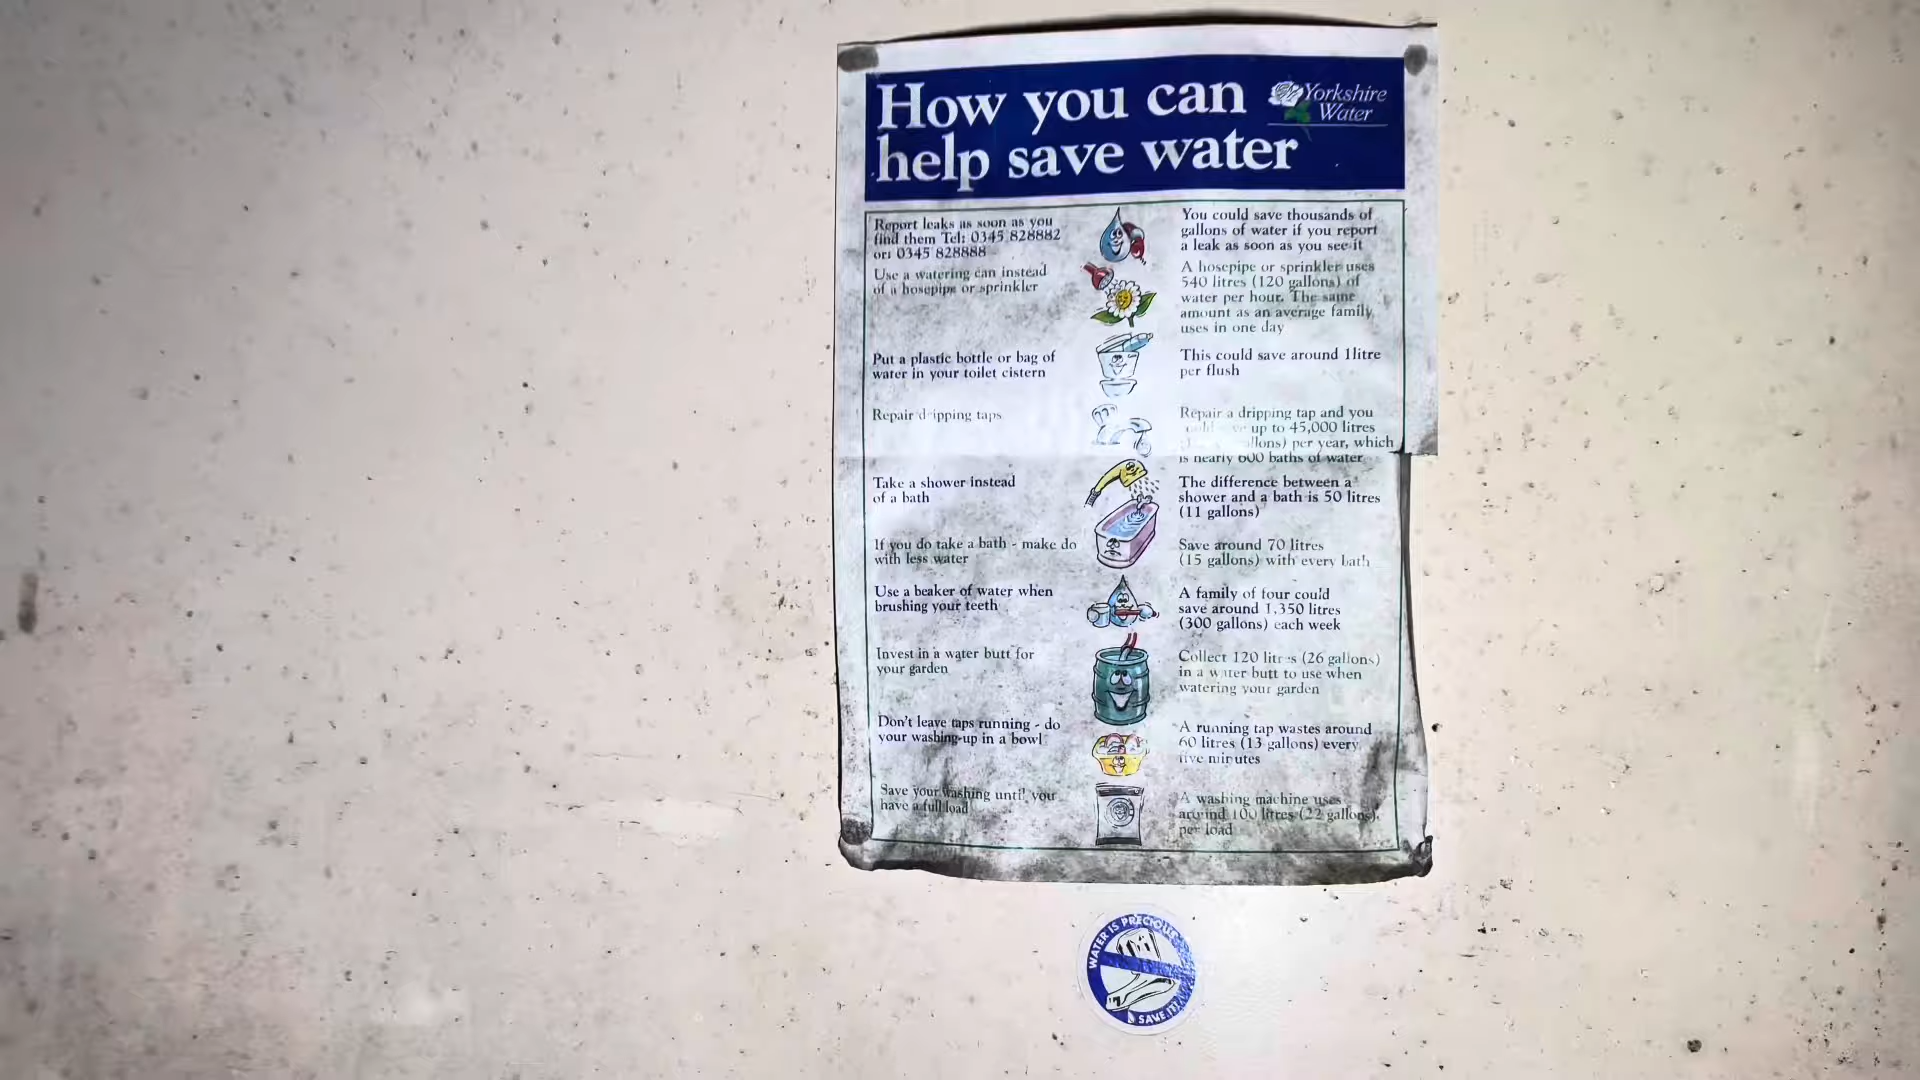 How you can
help save water
Yorkshire
Water
Report leaks as soon as you
find them Tel: 0345 828882
or: 0345 828888
You could save thousands of
gallons of water if you report
a leak as soon as you see it
Use a watering can instead
of a hosepipe or sprinkler
A hosepipe or sprinkler uses
540 litres (120 gallons) of
water per hour. The same
amount as an average family
uses in one day
Put a plastic bottle or bag of
water in your toilet cistern
This could save around 1litre
per flush
Repair dripping taps
Repair a dripping tap and you
up to 45,000 litres
per year, which
is nearly 600 baths of water
Take a shower instead
of a bath
The difference between a
shower and a bath is 50 litres
(11 gallons)
If you do take a bath - make do
with less water
Save around 70 litres
(15 gallons) with every bath
Use a beaker of water when
brushing your teeth
A family of four could
save around 1,350 litres
(300 gallons) each week
Invest in a water butt for
your garden
Collect 120 litres (26 gallons)
in a water butt to use when
watering your garden
Don't leave taps running - do
your washing-up in a bowl
A running tap wastes around
60 litres (13 gallons) every
five minutes
Save your washing until you
have a full load
A washing machine uses
around 100 litres (22 gallons)
per load
WATER IS PRECIOUS
SAVE IT!